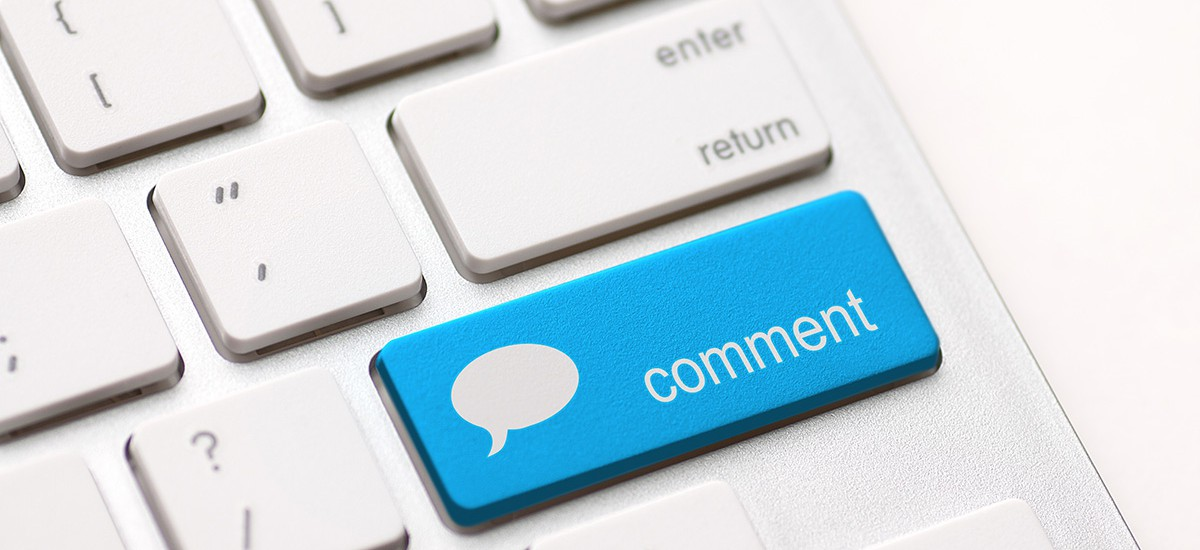 {
[
]
enter
return
"
'
comment
;
?
/